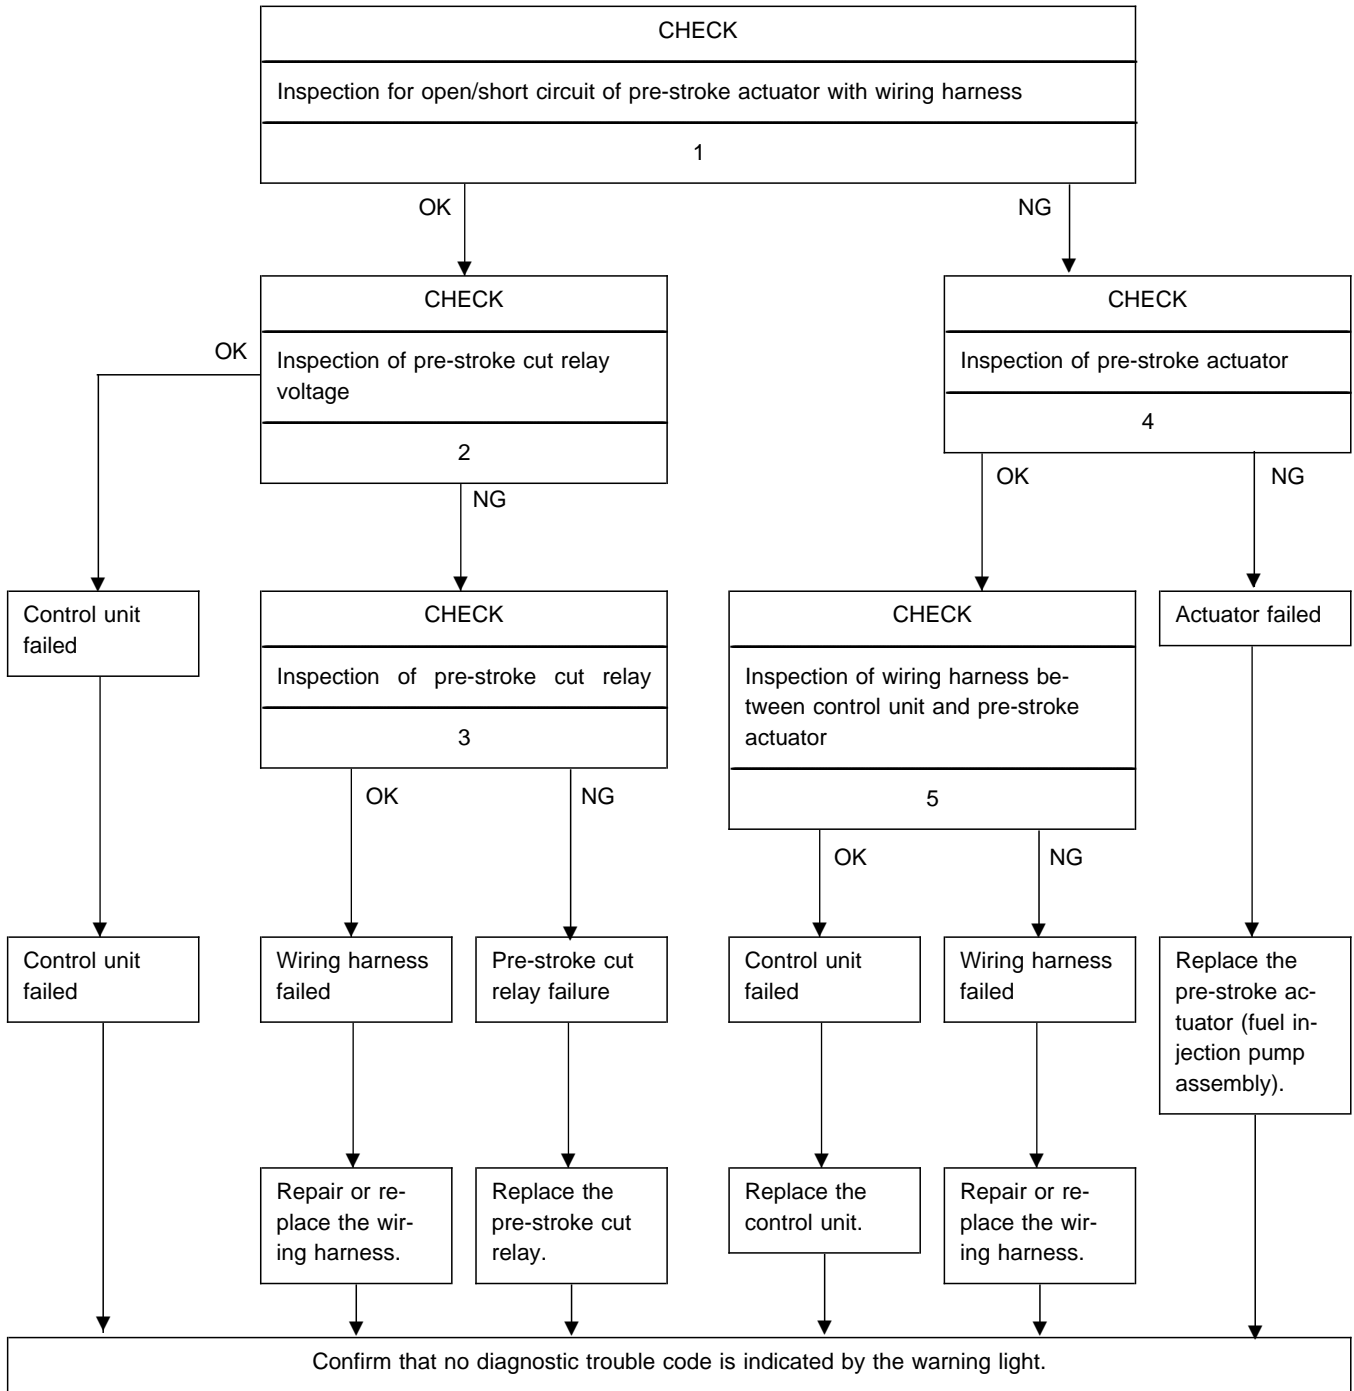 CHECK
Inspection for open/short circuit of pre-stroke actuator with wiring harness
1
OK
NG
CHECK
Inspection of pre-stroke cut relay
voltage
2
OK
NG
CHECK
Inspection of pre-stroke actuator
4
OK
NG
Control unit
failed
CHECK
Inspection of pre-stroke cut relay
3
OK
NG
CHECK
Inspection of wiring harness be-
tween control unit and pre-stroke
actuator
5
OK
NG
Actuator failed
Control unit
failed
Wiring harness
failed
Pre-stroke cut
relay failure
Control unit
failed
Wiring harness
failed
Replace the
pre-stroke ac-
tuator (fuel in-
jection pump
assembly).
Repair or re-
place the wir-
ing harness.
Replace the
pre-stroke cut
relay.
Replace the
control unit.
Repair or re-
place the wir-
ing harness.
Confirm that no diagnostic trouble code is indicated by the warning light.